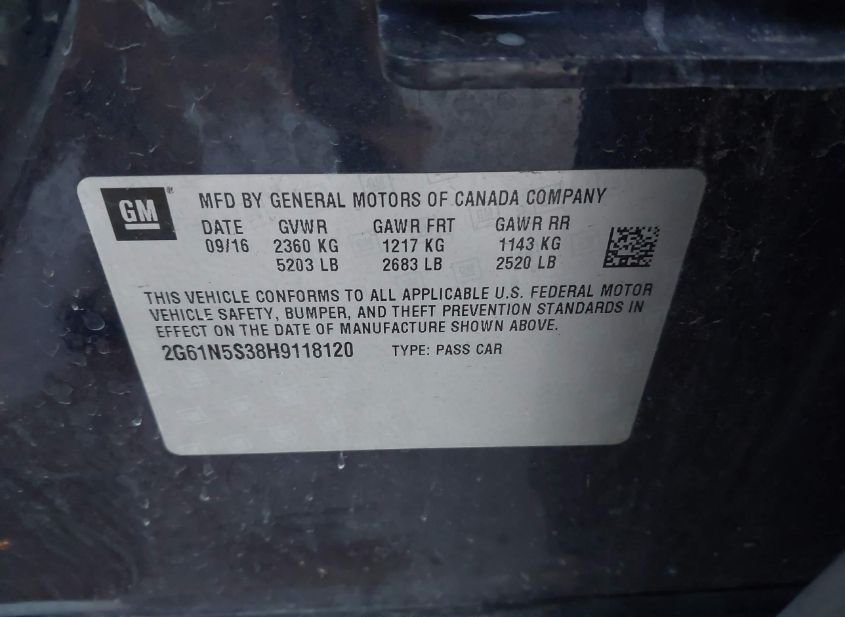 GM® MFD BY GENERAL MOTORS OF CANADA COMPANY
DATE GVWR GAWR FRT GAWR RR
09/16 2360 KG 1217 KG 1143 KG
5203 LB 2683 LB 2520 LB
THIS VEHICLE CONFORMS TO ALL APPLICABLE U.S. FEDERAL MOTOR
VEHICLE SAFETY, BUMPER, AND THEFT PREVENTION STANDARDS IN
EFFECT ON THE DATE OF MANUFACTURE SHOWN ABOVE.
2G61N5S38H9118120 TYPE: PASS CAR